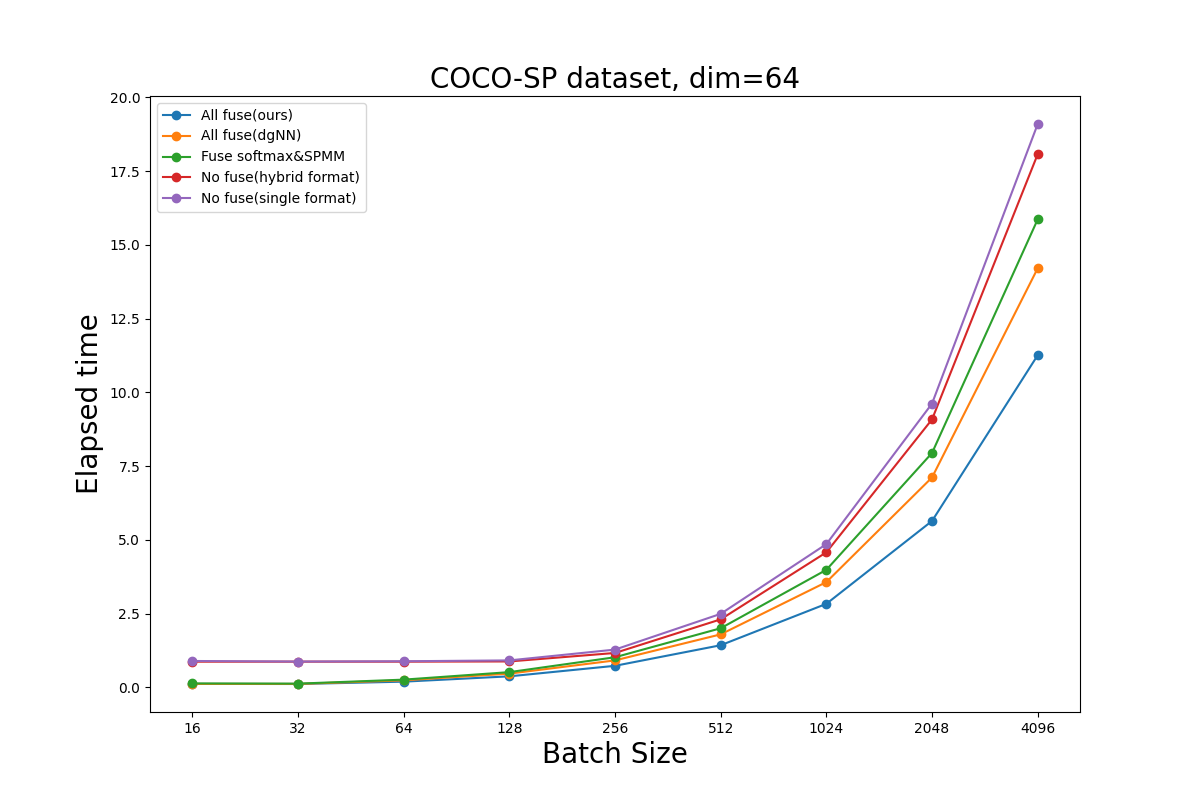 COCO-SP dataset, dim=64
All fuse(ours)
All fuse(dgNN)
Fuse softmax&SPMM
No fuse(hybrid format)
No fuse(single format)
Elapsed time
20.0
17.5
15.0
12.5
10.0
7.5
5.0
2.5
0.0
16 32 64 128 256 512 1024 2048 4096
Batch Size